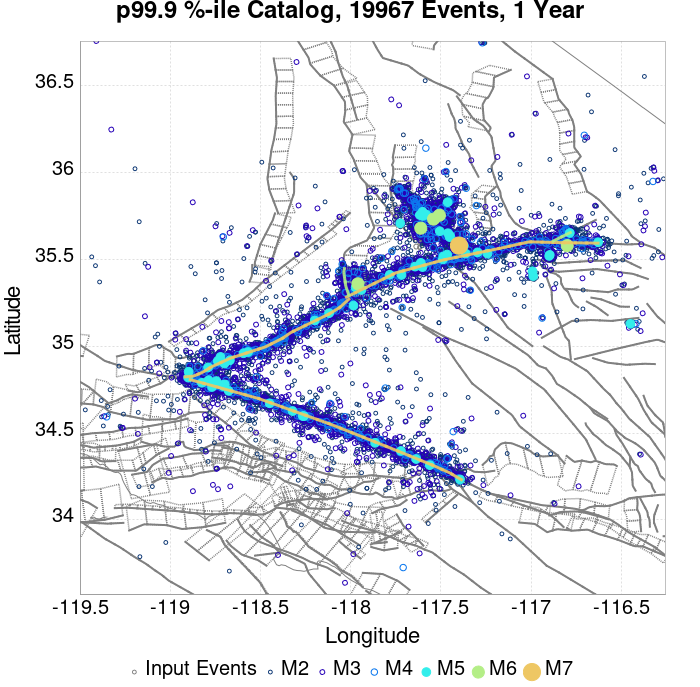 p99.9 %-ile Catalog, 19967 Events, 1 Year
36.5
36
35.5
35
34.5
34
Latitude
-119.5 -119 -118.5 -118 -117.5 -117 -116.5
Longitude
Input Events M2 M3 M4 M5 M6 M7